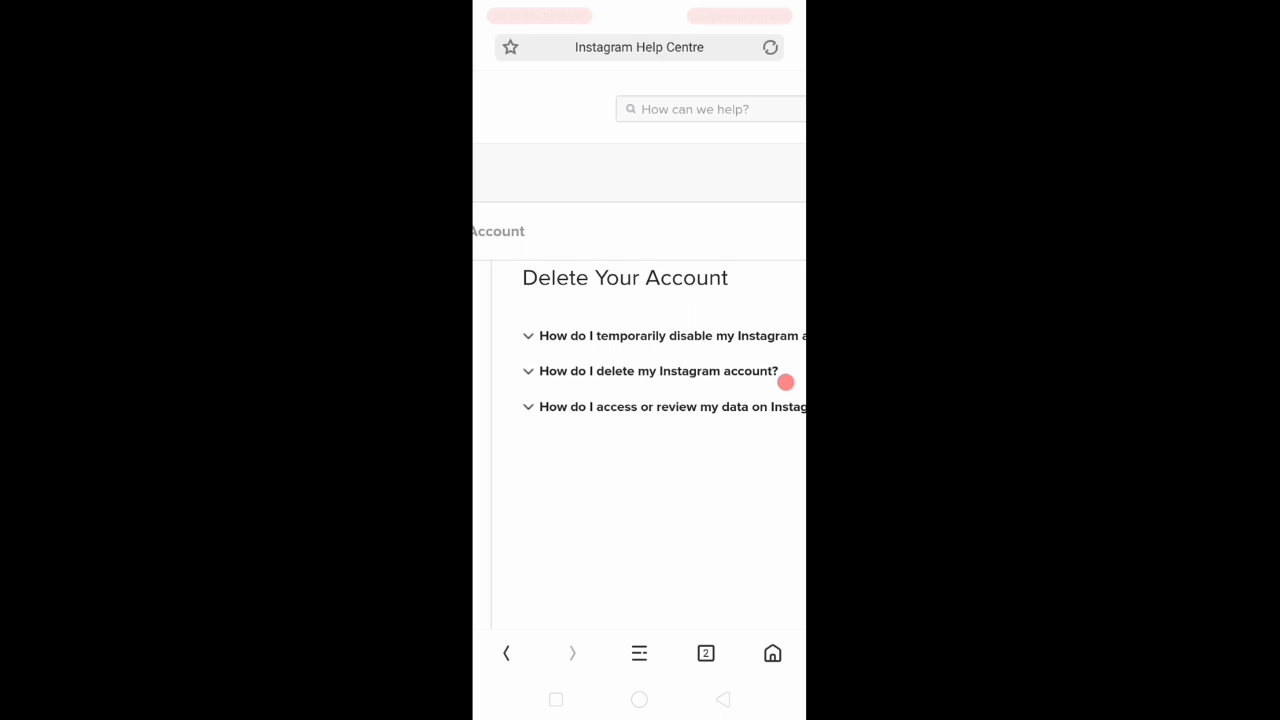 Instagram Help Centre
How can we help?
Account
Delete Your Account
How do I temporarily disable my Instagram a
How do I delete my Instagram account?
How do I access or review my data on Instag
2